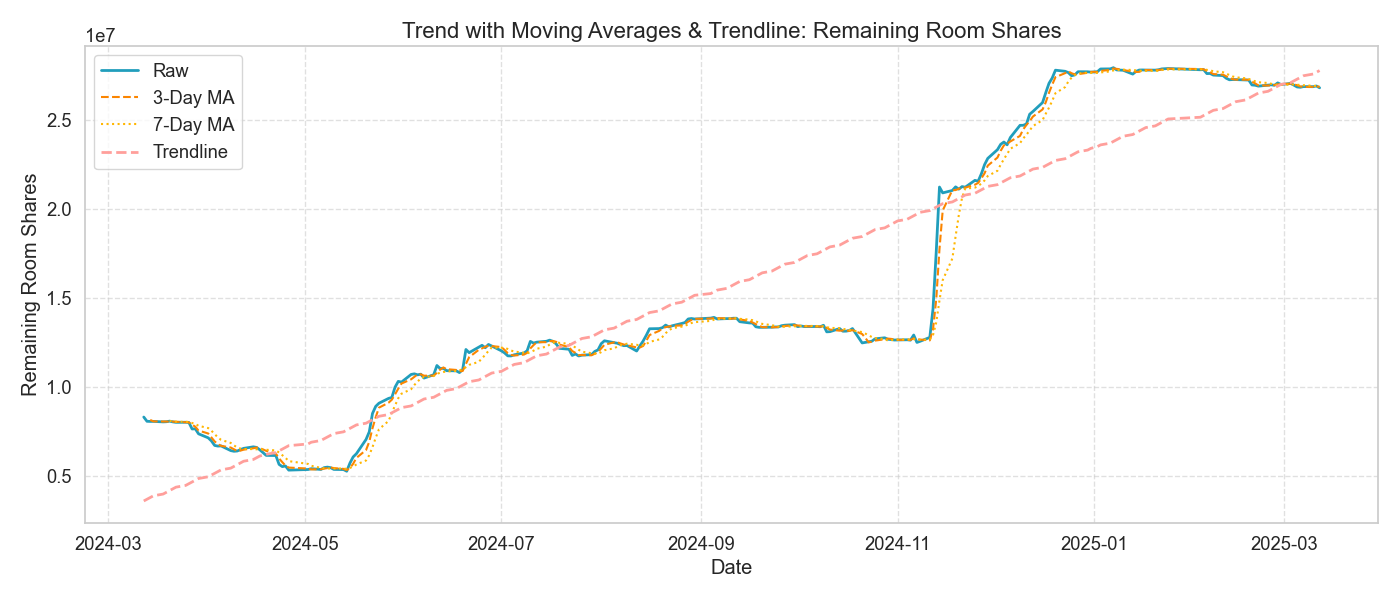 Trend with Moving Averages & Trendline: Remaining Room Shares
1e7
Raw
3-Day MA
7-Day MA
Trendline
Remaining Room Shares
2.5
2.0
1.5
1.0
0.5
2024-03 2024-05 2024-07 2024-09 2024-11 2025-01 2025-03
Date